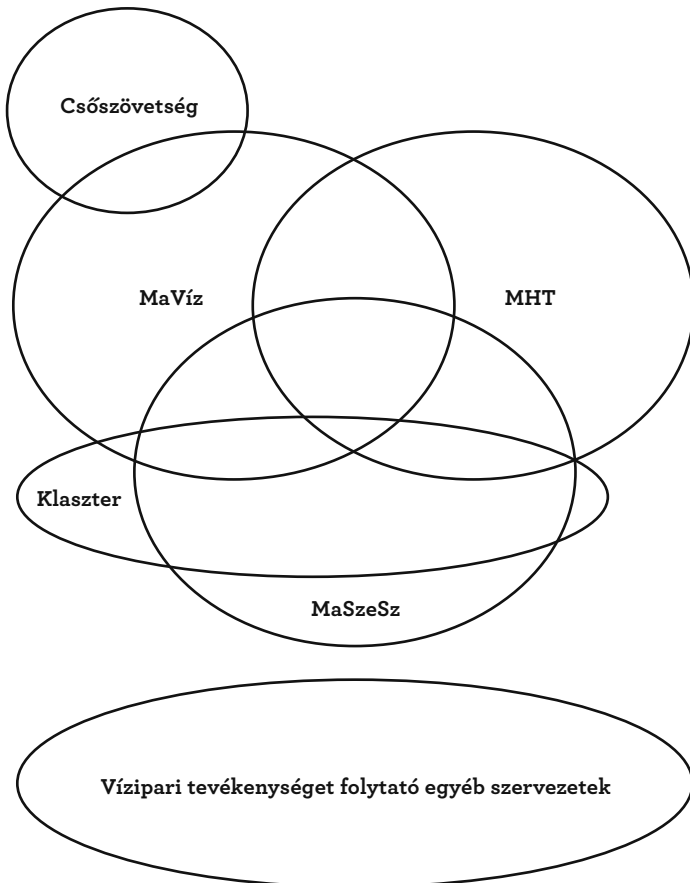 Csőszövetség
MaVíz
MHT
Klaszter
MaSzeSz
Vízipari tevékenységet folytató egyéb szervezetek